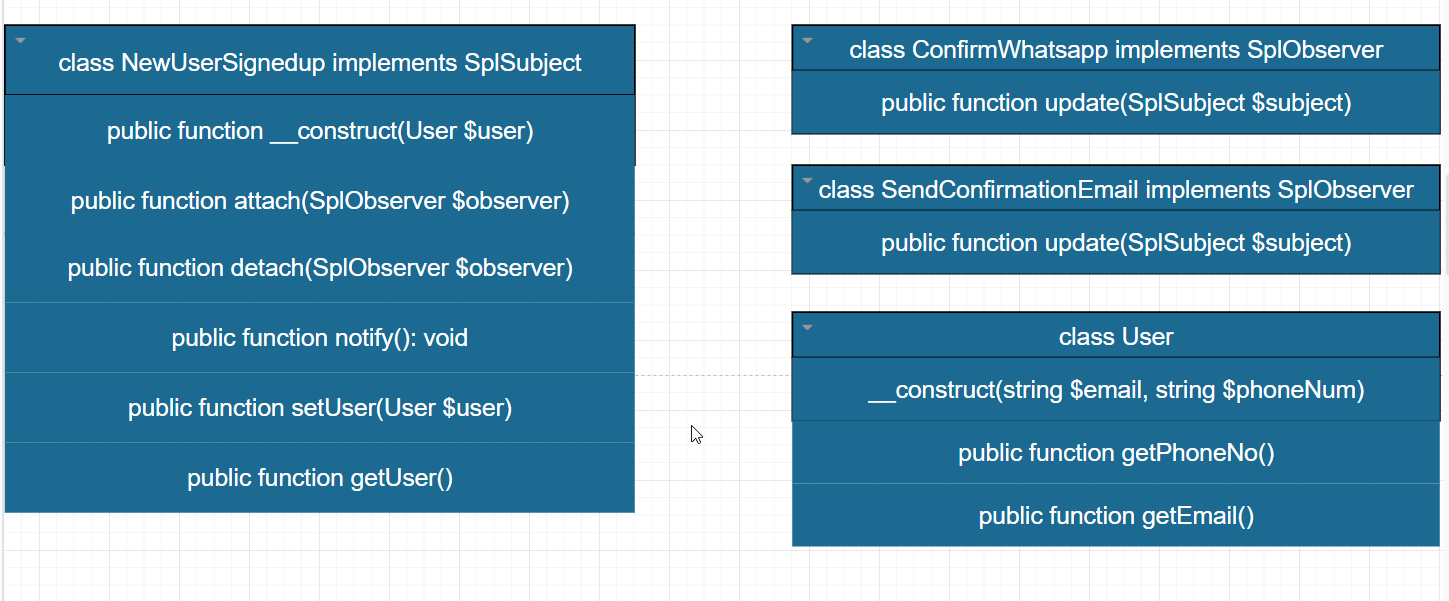 class NewUserSignedup implements SplSubject
public function __construct(User $user)
public function attach(SplObserver $observer)
public function detach(SplObserver $observer)
public function notify(): void
public function setUser(User $user)
public function getUser()
class ConfirmWhatsapp implements SplObserver
public function update(SplSubject $subject)
class SendConfirmationEmail implements SplObserver
public function update(SplSubject $subject)
class User
__construct(string $email, string $phoneNum)
public function getPhoneNo()
public function getEmail()